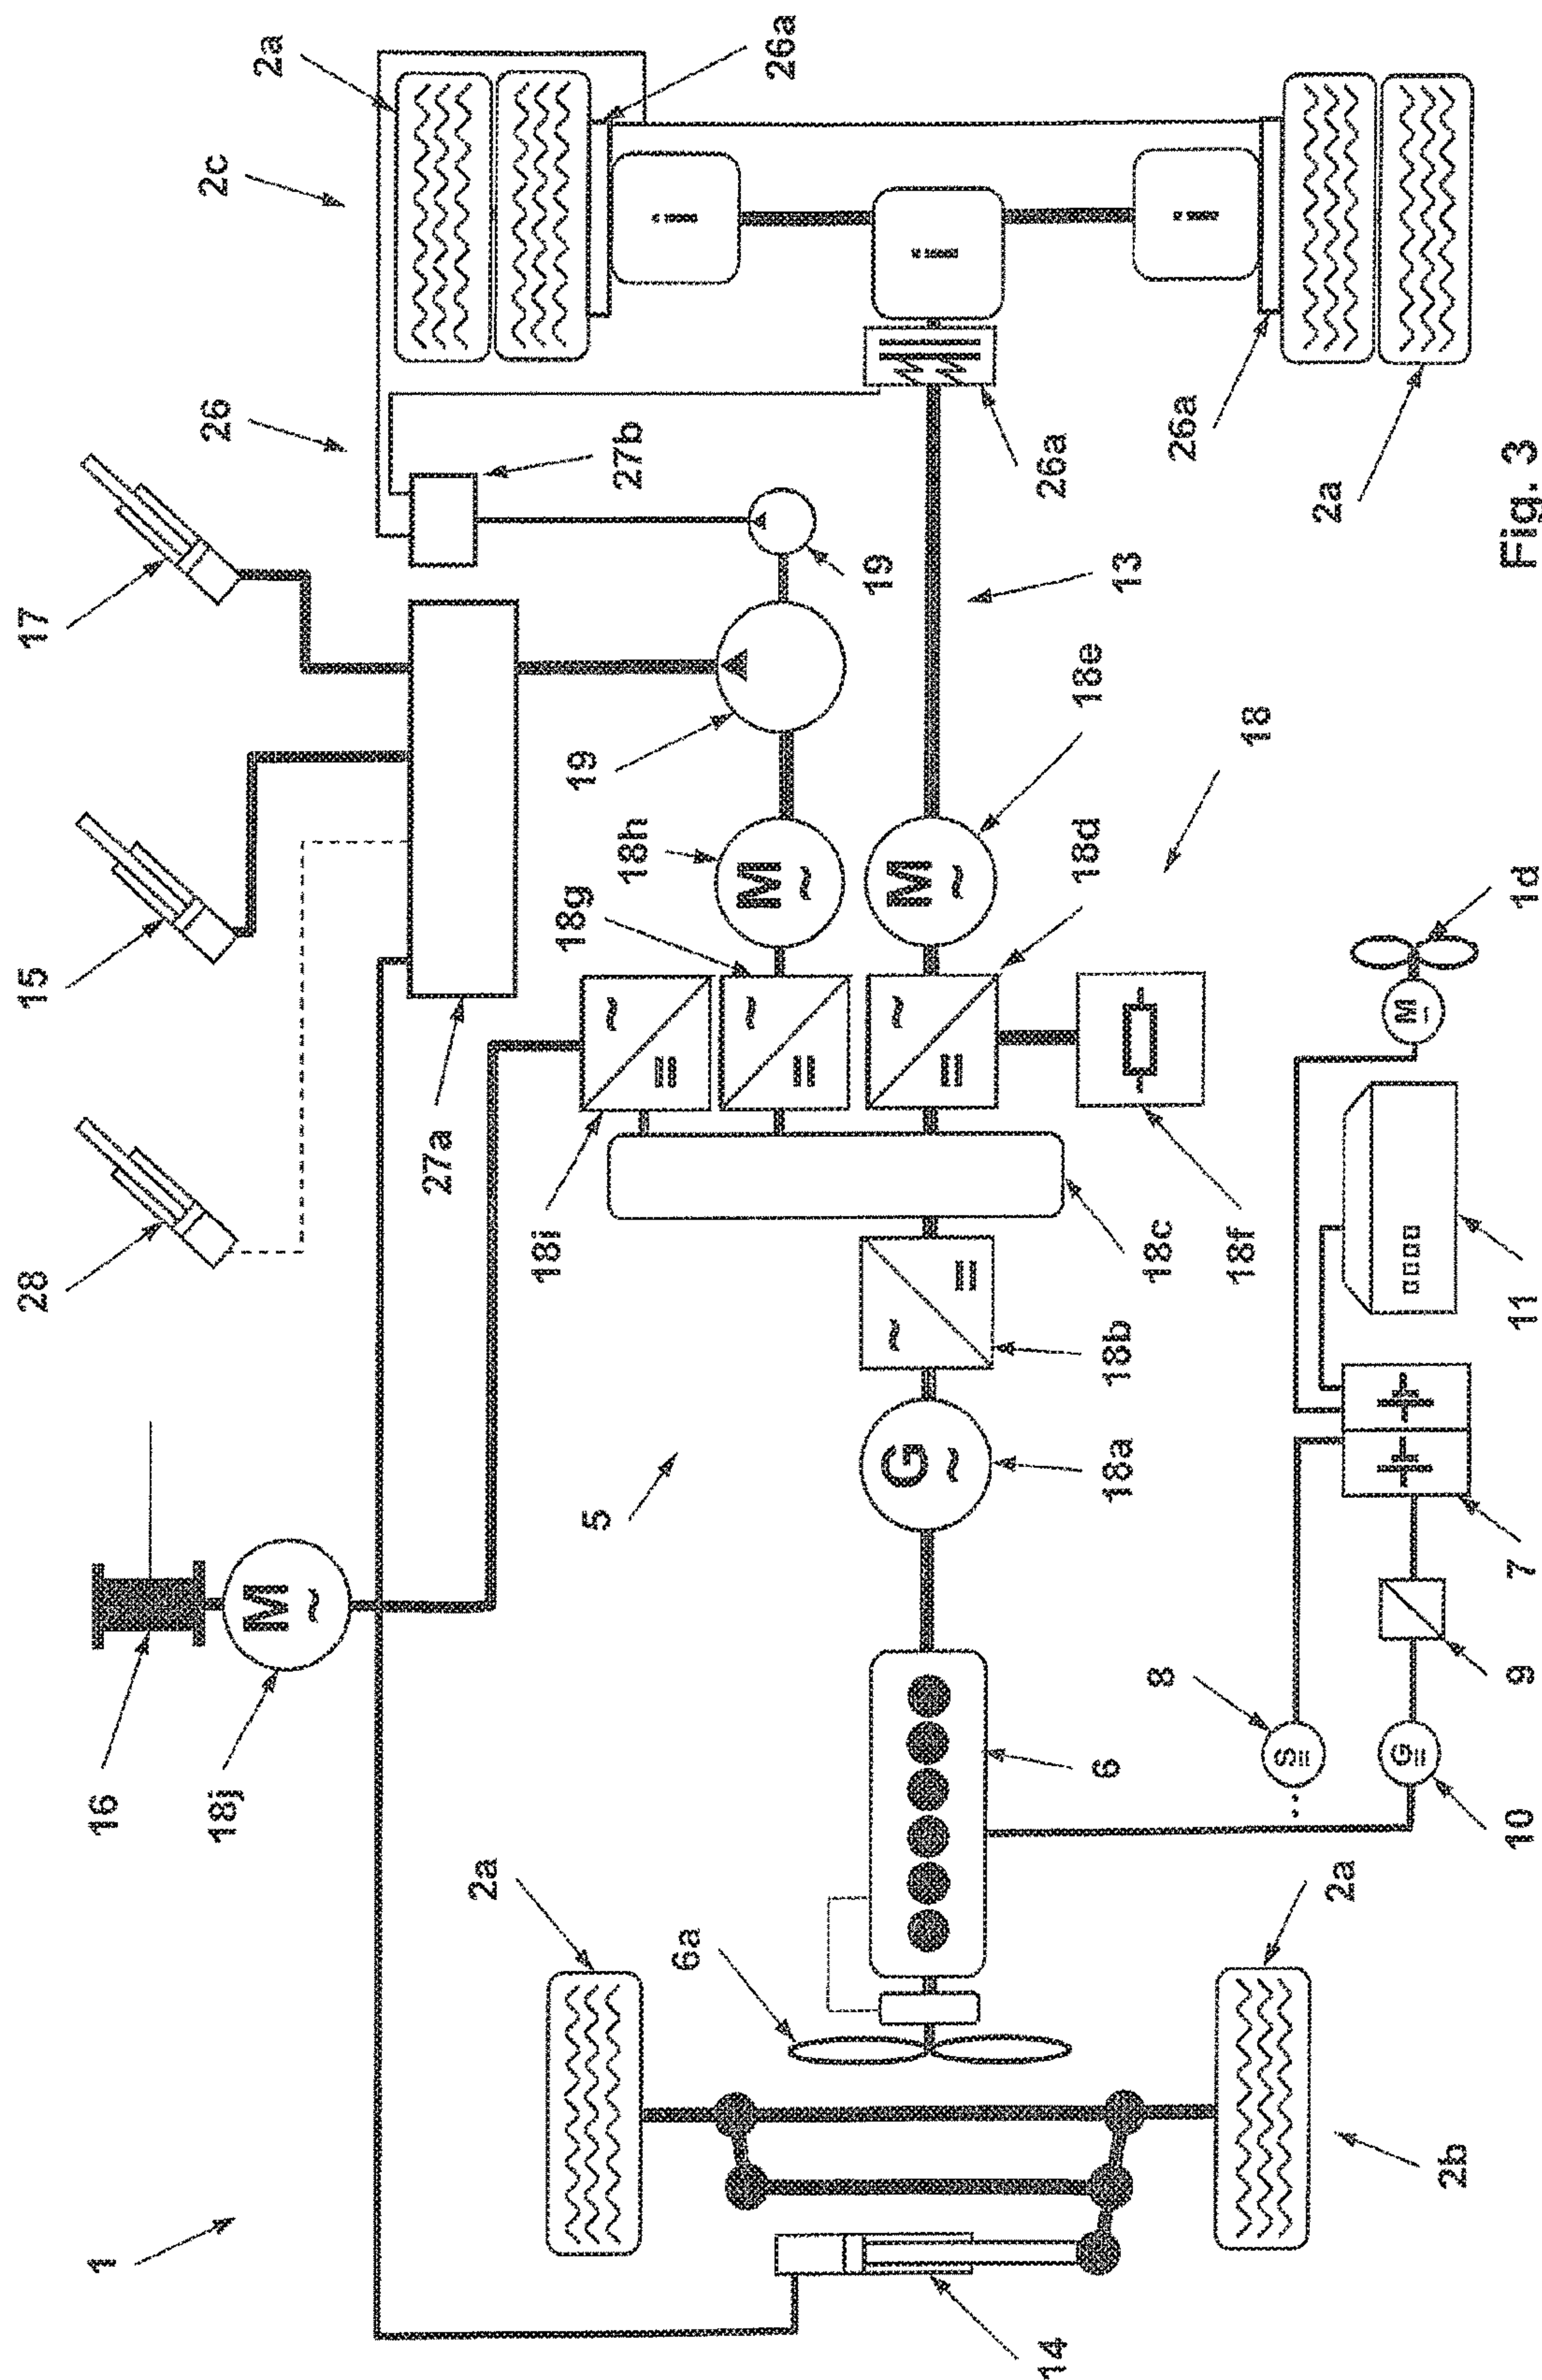 28
15
17
1
16
18j
26
2c
M
~
2a
27a
2a
5
18i
18g
19
18h
27b
~
=
i =
6a
~
=
M
~
26a
19
G
~
~
=
~
=
M
~
i =
14
6
18a
18b
18d
18e
26a
13
18c
8
18f
18
26a
i =
S
=
2a
2a
G
=
M
~
2b
10
9
7
11
1d
Fig. 3